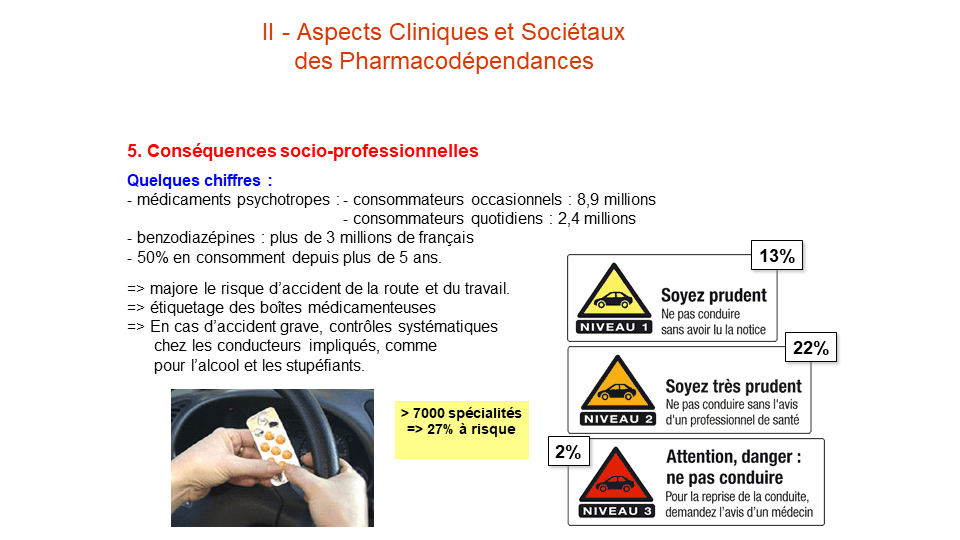 II - Aspects Cliniques et Sociétaux
des Pharmacodépendances
5. Conséquences socio-professionnelles
Quelques chiffres :
- médicaments psychotropes : - consommateurs occasionnels : 8,9 millions
- consommateurs quotidiens : 2,4 millions
- benzodiazépines : plus de 3 millions de français
- 50% en consomment depuis plus de 5 ans.
=> majore le risque d’accident de la route et du travail.
=> étiquetage des boîtes médicamenteuses
=> En cas d’accident grave, contrôles systématiques
chez les conducteurs impliqués, comme
pour l’alcool et les stupéfiants.
> 7000 spécialités
=> 27% à risque
13%
Soyez prudent
Ne pas conduire
sans avoir lu la notice
NIVEAU 1
22%
Soyez très prudent
Ne pas conduire sans l'avis
d'un professionnel de santé
NIVEAU 2
2%
Attention, danger :
ne pas conduire
Pour la reprise de la conduite,
demandez l’avis d’un médecin
NIVEAU 3